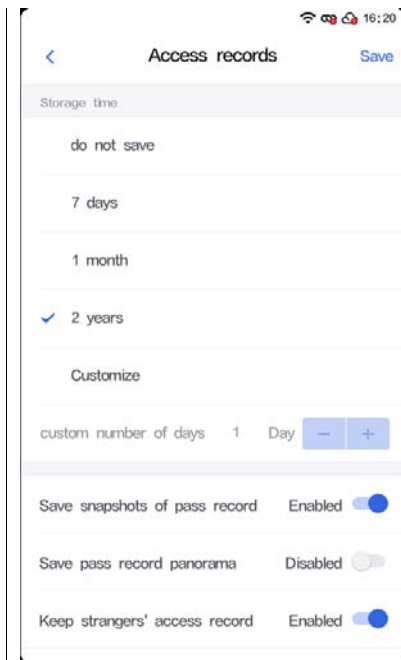 16:20
Access records Save
Storage time
do not save
7 days
1 month
2 years
Customize
custom number of days 1 Day - +
Save snapshots of pass record Enabled
Save pass record panorama Disabled
Keep strangers' access record Enabled